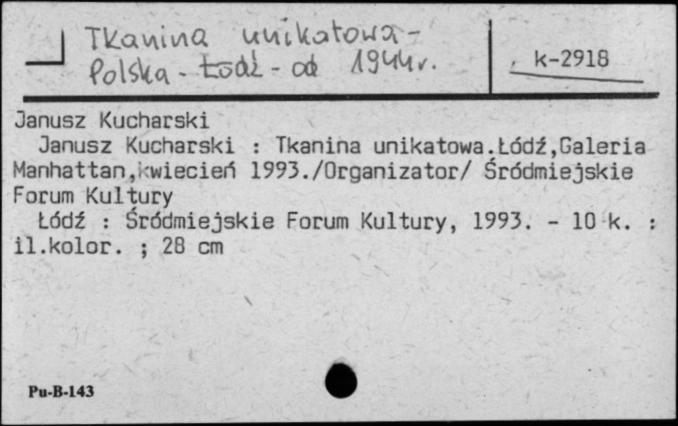 Tkanina unikatowa-
Polska - Łódź - od 1944r.
k-2918
Janusz Kucharski
Janusz Kucharski : Tkanina unikatowa.Łódź,Galeria
Manhattan,kwiecień 1993./Organizator/ Śródmiejskie
Forum Kultury
Łódź : Śródmiejskie Forum Kultury, 1993. - 10 k. :
il.kolor. ; 28 cm
Pu-B-143